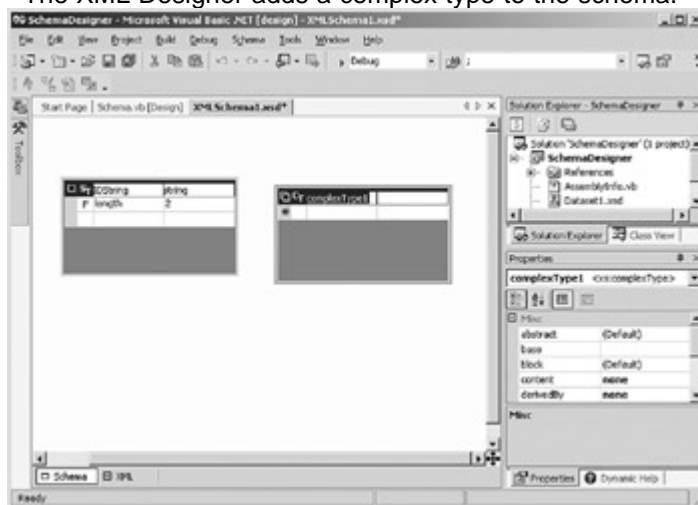 The XML Designer adds a complex type to the schema.
SchemaDesigner - Microsoft Visual Basic .NET [design] - XMLSchema1.xsd*
File Edit View Project Build Debug Schema Tools Window Help
Debug
Start Page Schema.vb [Design] XMLSchema1.xsd*
Toolbox
IDString string
F length 2
complexType1
Solution Explorer - SchemaDesigner
Solution 'SchemaDesigner' (1 project)
SchemaDesigner
References
AssemblyInfo.vb
Dataset1.xsd
Solution Explorer Class View
Properties
complexType1 <xs:complexType>
Misc
abstract (Default)
base
block (Default)
content none
derivedBy none
Misc
Schema XML
Properties Dynamic Help
Ready